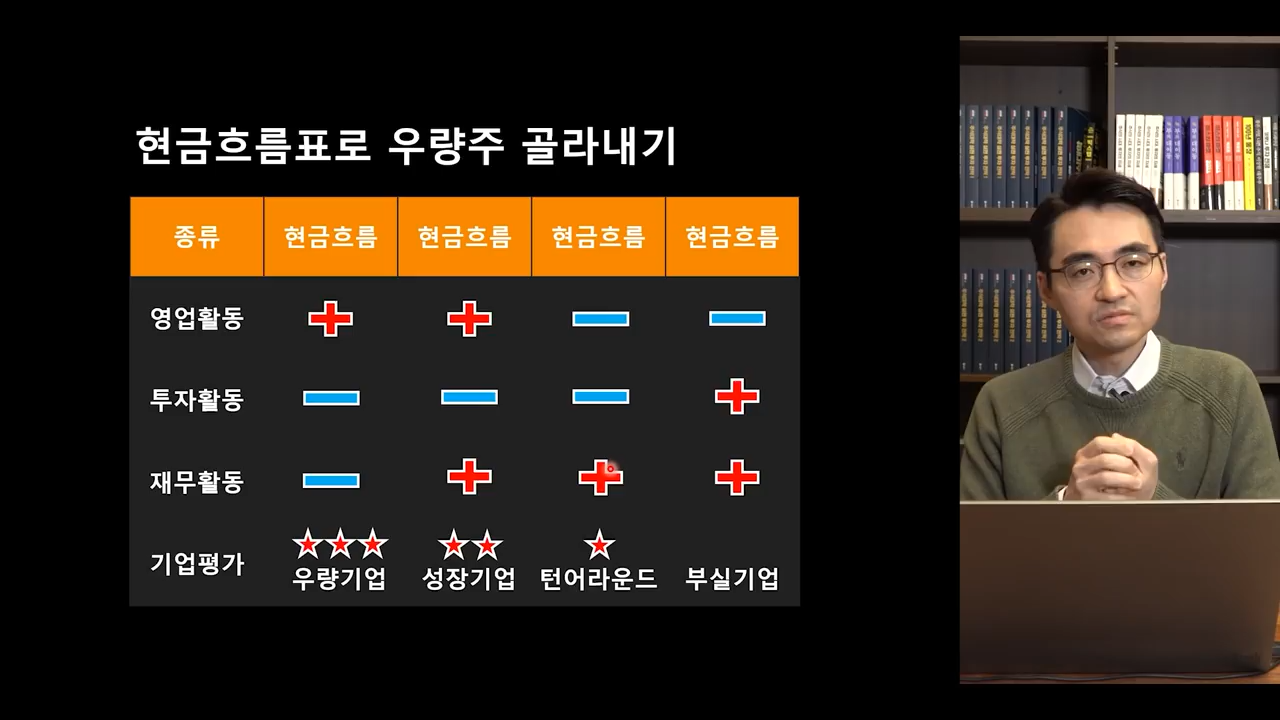 현금흐름표로 우량주 골라내기
종류 현금흐름 현금흐름 현금흐름 현금흐름
영업활동
투자활동
재무활동
기업평가
우량기업 성장기업 턴어라운드 부실기업